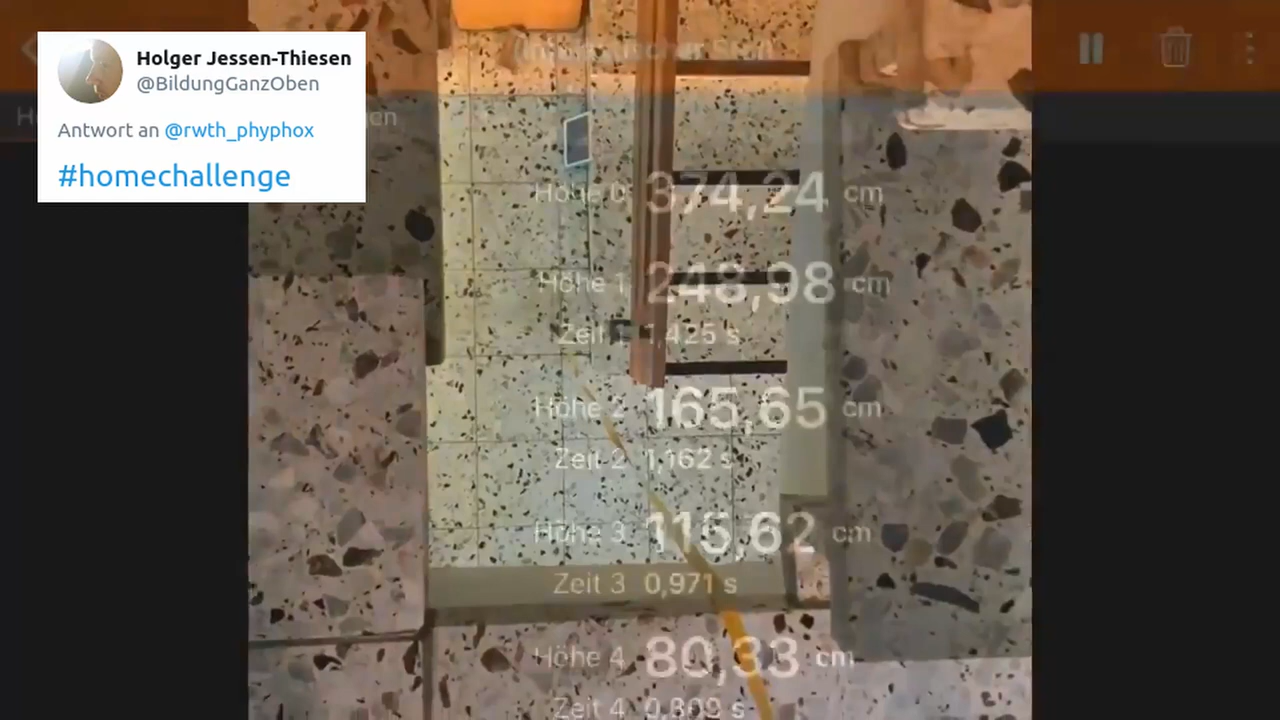 Holger Jessen-Thiesen
@BildungGanzOben
Antwort an @rwth_phyphox
#homechallenge
Höhe 0 374,24 cm
Höhe 1 248,98 cm
Zeit 1 1,425 s
Höhe 2 165,65 cm
Zeit 2 1,162 s
Höhe 3 115,62 cm
Zeit 3 0,971 s
Höhe 4 80,33 cm
Zeit 4 0,809 s